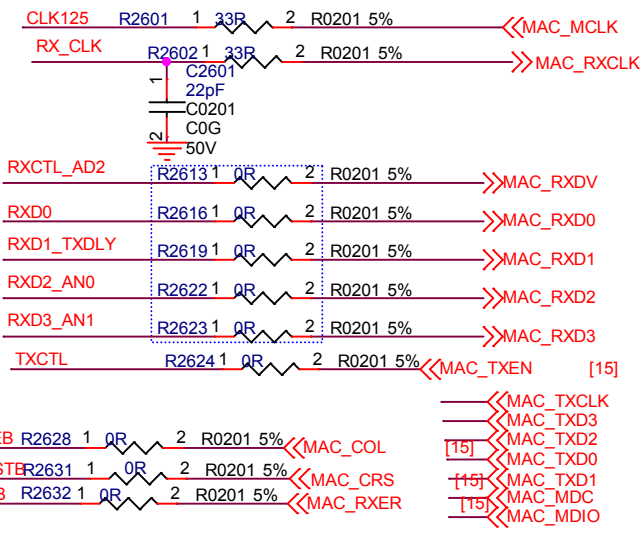 CLK125 R2601 1 33R 2 R0201 5% MAC_MCLK
RX_CLK R2602 1 33R 2 R0201 5% MAC_RXCLK
1 C2601
22pF
C0201
C0G
2 50V
RXCTL_AD2 R2613 1 0R 2 R0201 5% MAC_RXDV
RXD0 R2616 1 0R 2 R0201 5% MAC_RXD0
RXD1_TXDLY R2619 1 0R 2 R0201 5% MAC_RXD1
RXD2_AN0 R2622 1 0R 2 R0201 5% MAC_RXD2
RXD3_AN1 R2623 1 0R 2 R0201 5% MAC_RXD3
TXCTL R2624 1 0R 2 R0201 5% MAC_TXEN [15]
MAC_TXCLK
MAC_TXD3
R2628 1 0R 2 R0201 5% MAC_COL [15] MAC_TXD2
MAC_TXD0
R2631 1 0R 2 R0201 5% MAC_CRS [15] MAC_TXD1
R2632 1 0R 2 R0201 5% MAC_RXER [15] MAC_MDC
MAC_MDIO